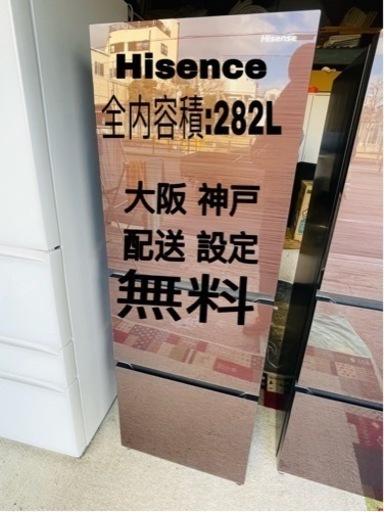 Hisense
Hisence
全内容積:282L
大阪 神戸
配送 設定
無料